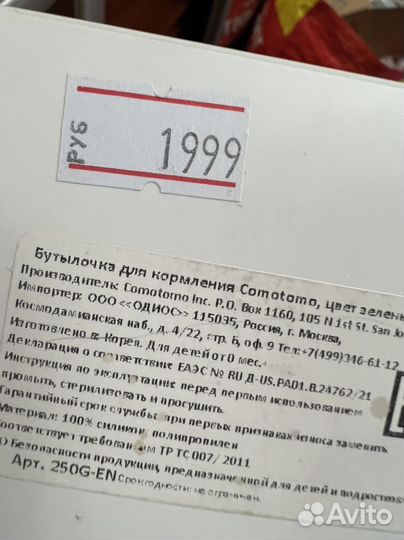 РУБ 1999
Бутылочка для кормления Comotomo, цвет зелены
Производитель: Comotomo Inc. P.O. Box 1160, 105 N 1st St. San Jo
Импортер: ООО <<ОДИОС>> 115035, Россия, г. Москва,
Космодамианская наб., д. 4/22, стр. Б, оф. 9 Тел.:+7(499)346-61-12
Изготовлено в: Корея. Для детей от 0 мес.
Декларация о соответствие: ЕАЭС № RU Д-US.РА01.В.24762/21
Инструкция по эксплуатации: перед первым использованием
промыть, стерилизовать и просушить.
Гарантийный срок службы: при первых признаках износа заменить
Материал: 100% силикон, полипропилен
Соответствует требованиям ТР ТС 007/ 2011
О Безопасности продукции, предназначенной для детей и подростков
Арт. 250G-EN Срок годности: не ограничен.
Avito